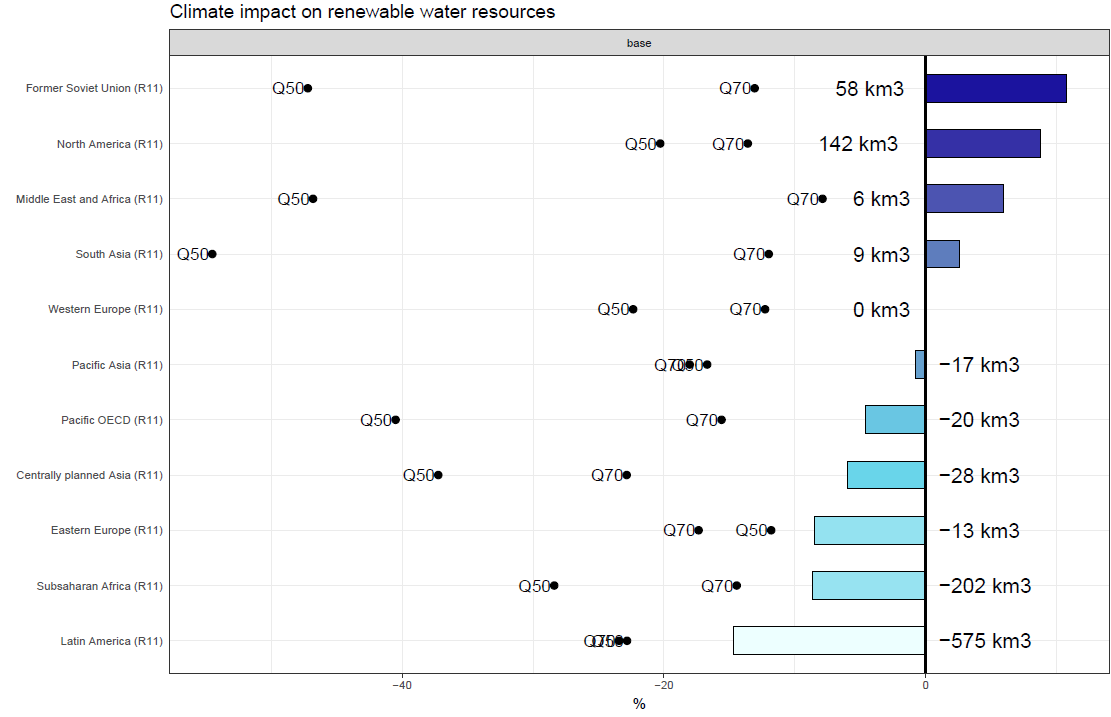 Climate impact on renewable water resources
base
Former Soviet Union (R11) Q50 Q70 58 km3
North America (R11) Q50 Q70 142 km3
Middle East and Africa (R11) Q50 Q70 6 km3
South Asia (R11) Q50 Q70 9 km3
Western Europe (R11) Q50 Q70 0 km3
Pacific Asia (R11) Q70 Q50 −17 km3
Pacific OECD (R11) Q50 Q70 −20 km3
Centrally planned Asia (R11) Q50 Q70 −28 km3
Eastern Europe (R11) Q70 Q50 −13 km3
Subsaharan Africa (R11) Q50 Q70 −202 km3
Latin America (R11) Q70 Q50 −575 km3
−40 −20 0
%